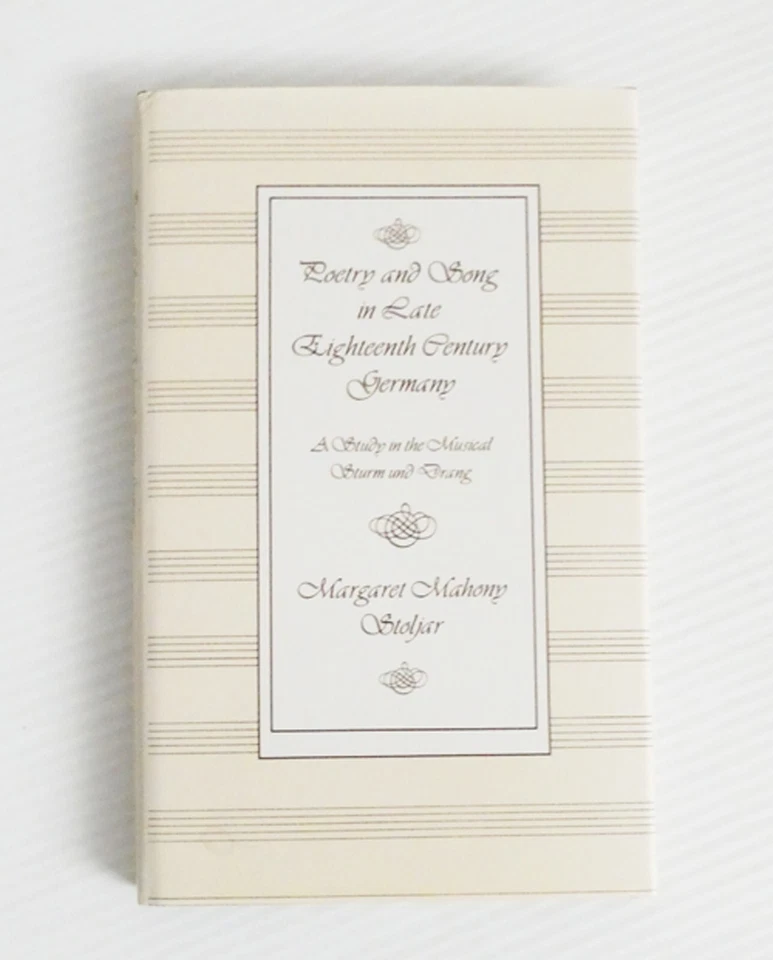 Poetry and Song
in Late
Eighteenth Century
Germany
A Study in the Musical
Sturm und Drang
Margaret Mahony
Stoljar